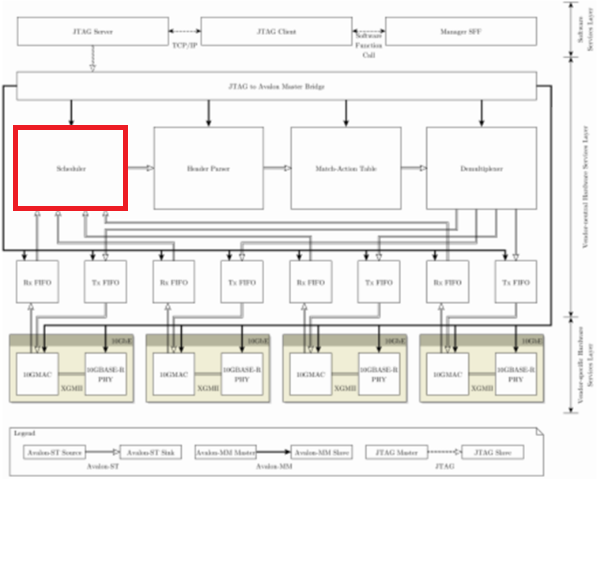 JTAG Server
JTAG Client
Manager SFF
TCP/IP
Software
Function
Call
Software
Services Layer
JTAG to Avalon Master Bridge
Scheduler
Header Parser
Match-Action Table
Demultiplexer
Vendor-neutral Hardware Services Layer
Rx FIFO
Tx FIFO
Rx FIFO
Tx FIFO
Rx FIFO
Tx FIFO
Rx FIFO
Tx FIFO
10GbE
10GbE
10GbE
10GbE
10GMAC
10GBASE-R
PHY
XGMII
10GMAC
10GBASE-R
PHY
XGMII
10GMAC
10GBASE-R
PHY
XGMII
10GMAC
10GBASE-R
PHY
XGMII
Vendor-specific Hardware
Services Layer
Legend
Avalon-ST Source
Avalon-ST Sink
Avalon-MM Master
Avalon-MM Slave
JTAG Master
JTAG Slave
Avalon-ST
Avalon-MM
JTAG